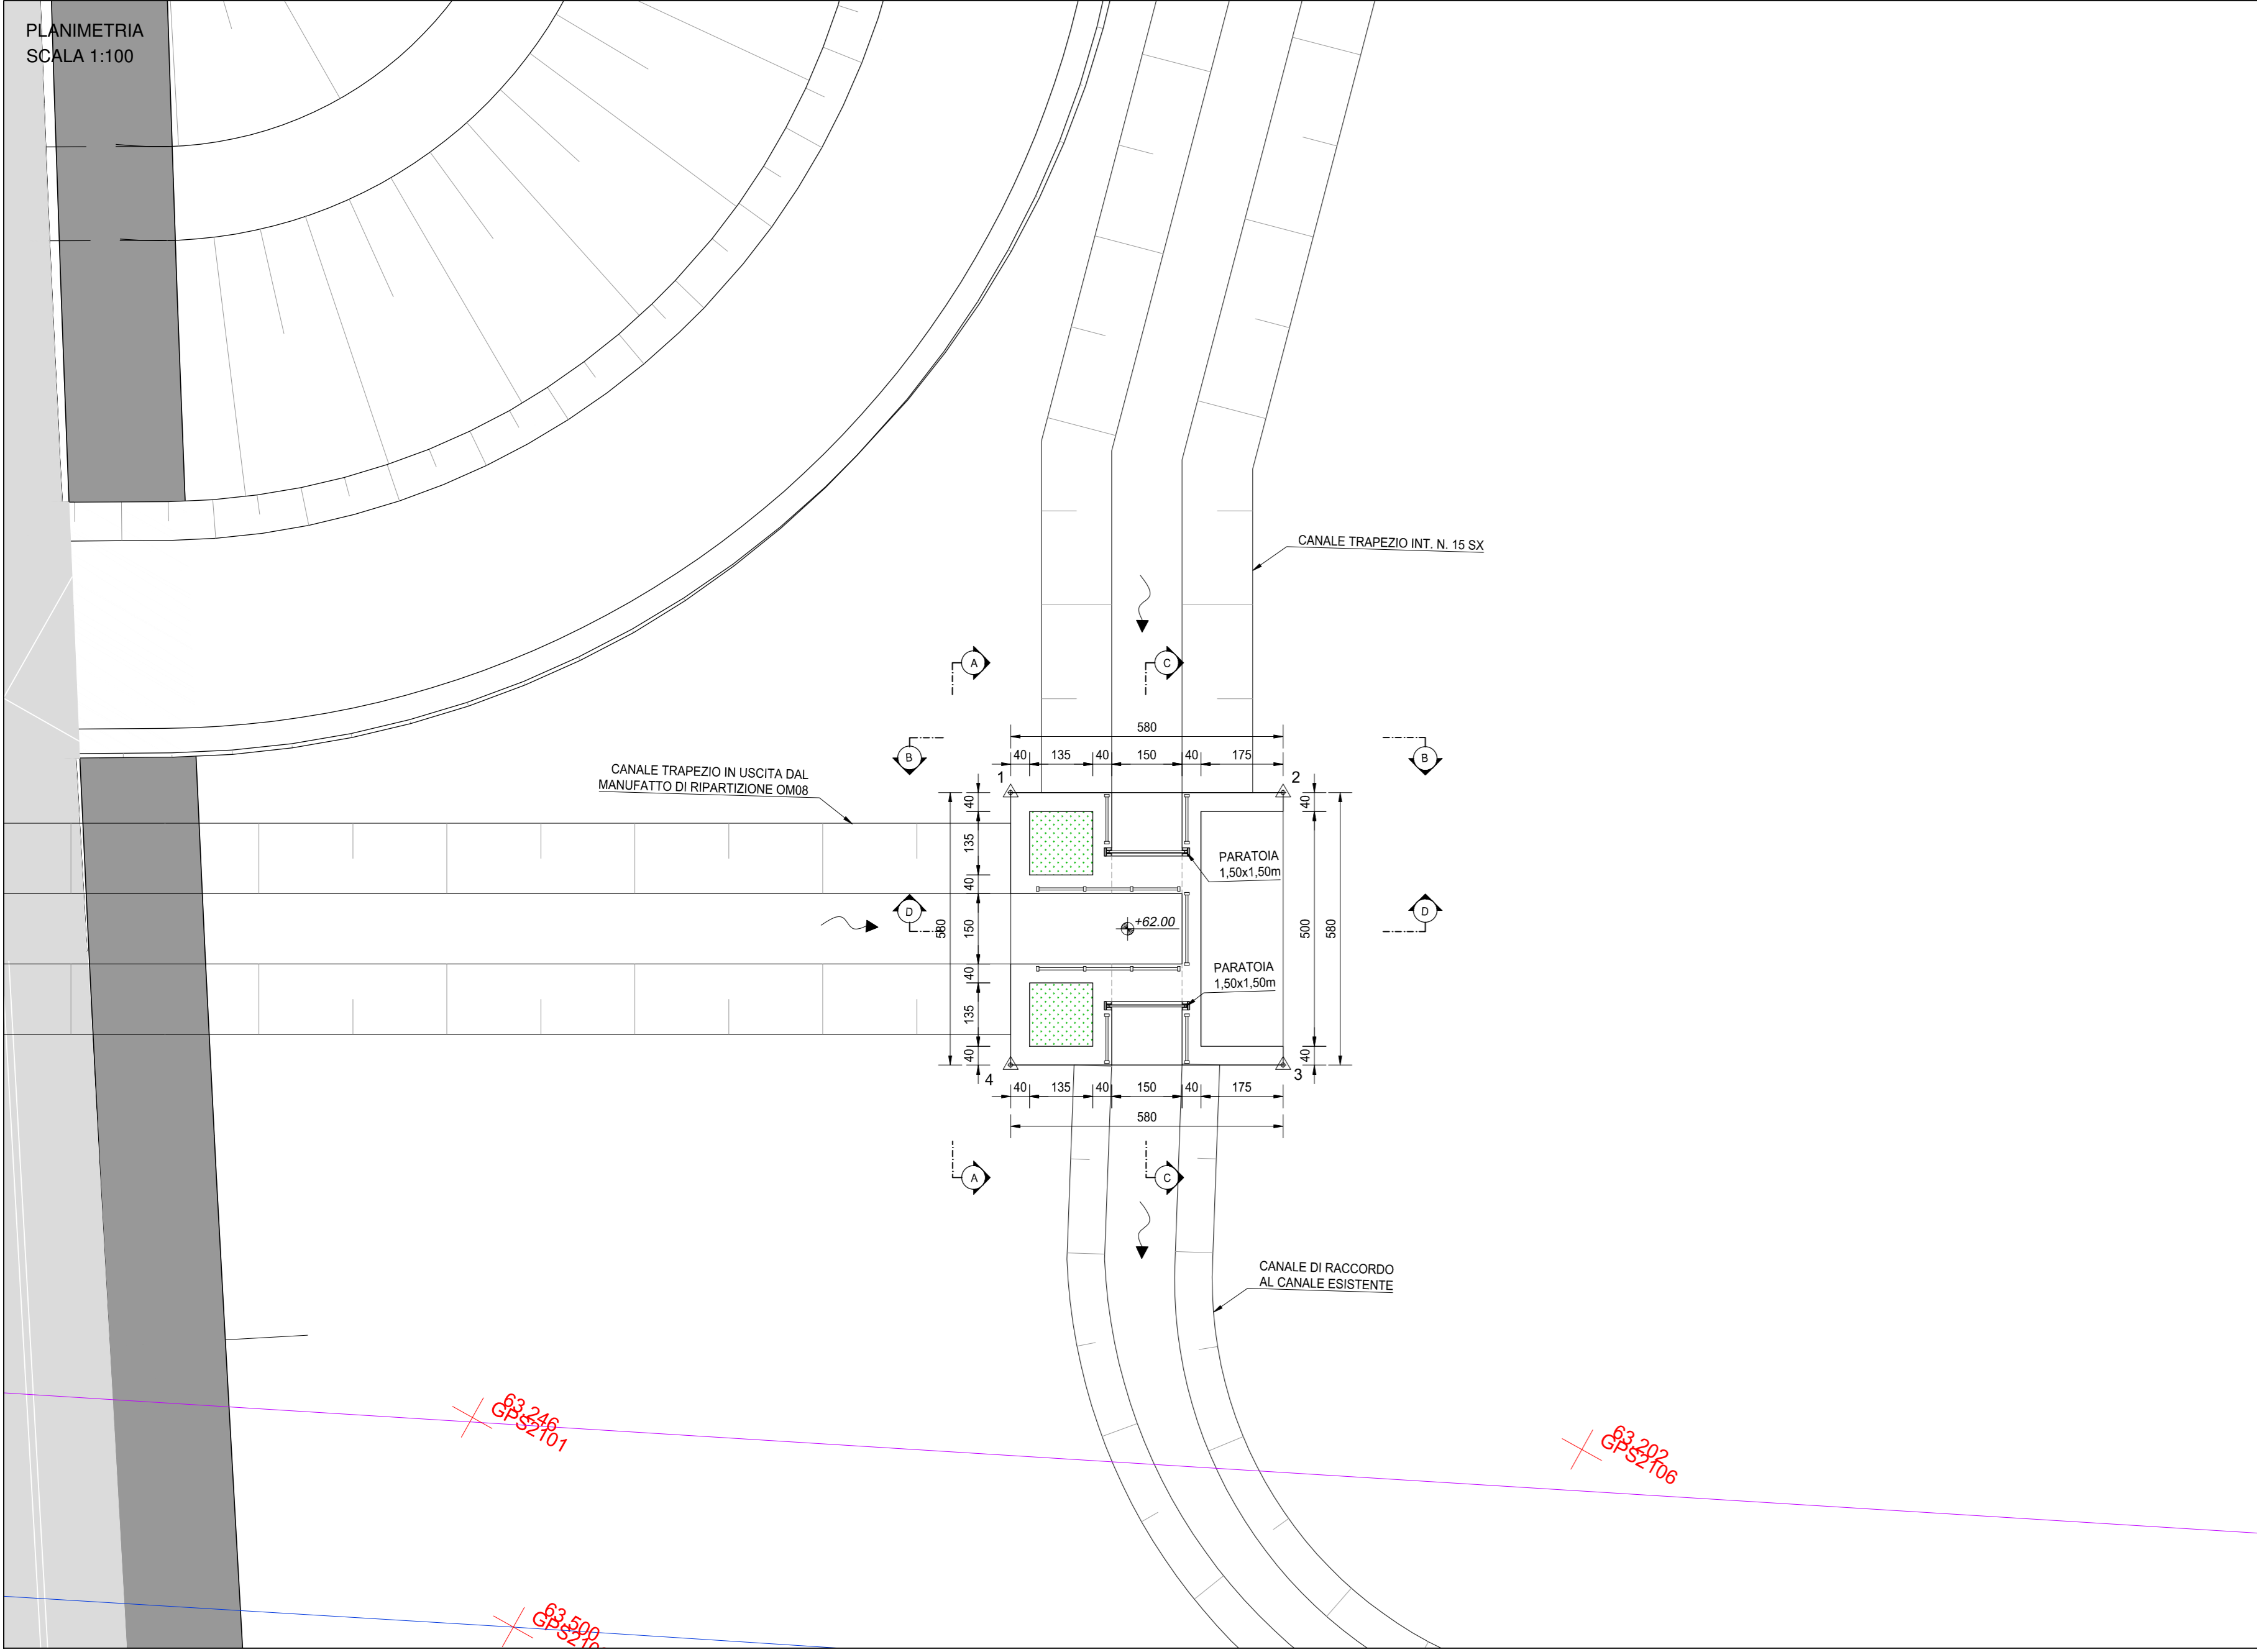 PLANIMETRIA
SCALA 1:100
CANALE TRAPEZIO INT. N. 15 SX
A
C
580
B
40 135 40 150 40 175
B
CANALE TRAPEZIO IN USCITA DAL
MANUFATTO DI RIPARTIZIONE OM08
1
2
40
135
40
150
40
135
40
580
PARATOIA
1,50x1,50m
D
+62.00
D
PARATOIA
1,50x1,50m
40
500
40
580
4
3
40 135 40 150 40 175
580
A
C
CANALE DI RACCORDO
AL CANALE ESISTENTE
63.246
GPS2101
63.202
GPS2106
63.500